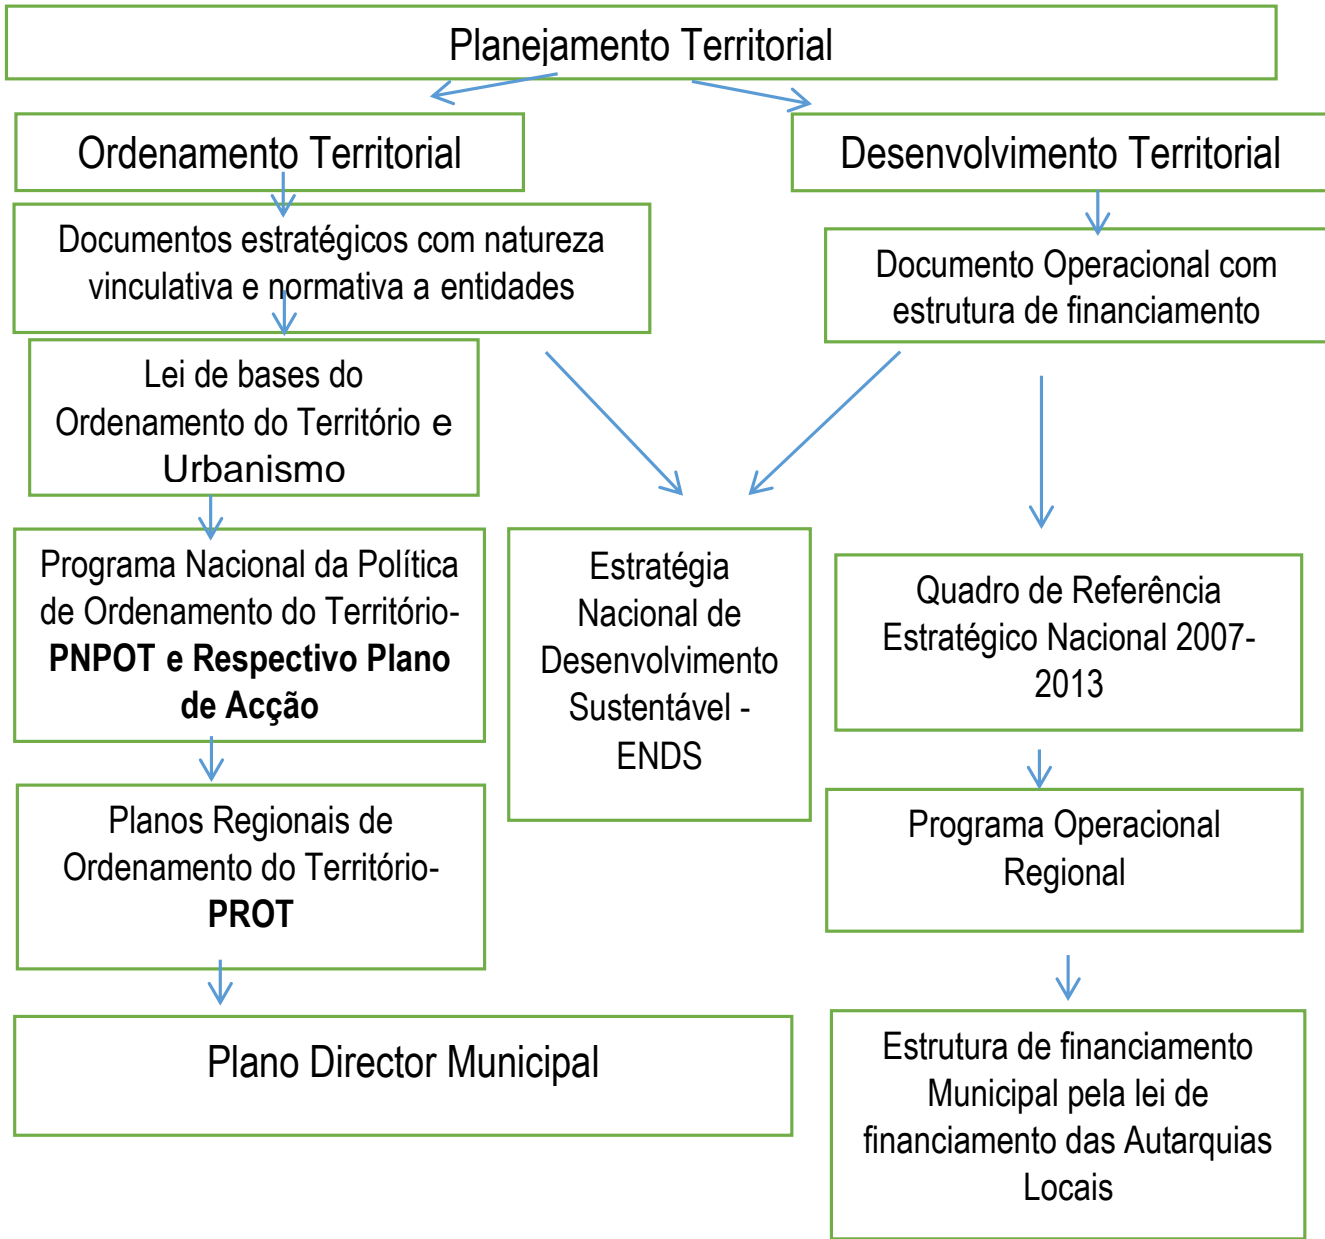 Planejamento Territorial
Ordenamento Territorial
Desenvolvimento Territorial
Documentos estratégicos com natureza
vinculativa e normativa a entidades
Documento Operacional com
estrutura de financiamento
Lei de bases do
Ordenamento do Território e
Urbanismo
Programa Nacional da Política
de Ordenamento do Território-
PNPOT e Respectivo Plano
de Acção
Estratégia
Nacional de
Desenvolvimento
Sustentável -
ENDS
Quadro de Referência
Estratégico Nacional 2007-
2013
Planos Regionais de
Ordenamento do Território-
PROT
Programa Operacional
Regional
Plano Director Municipal
Estrutura de financiamento
Municipal pela lei de
financiamento das Autarquias
Locais